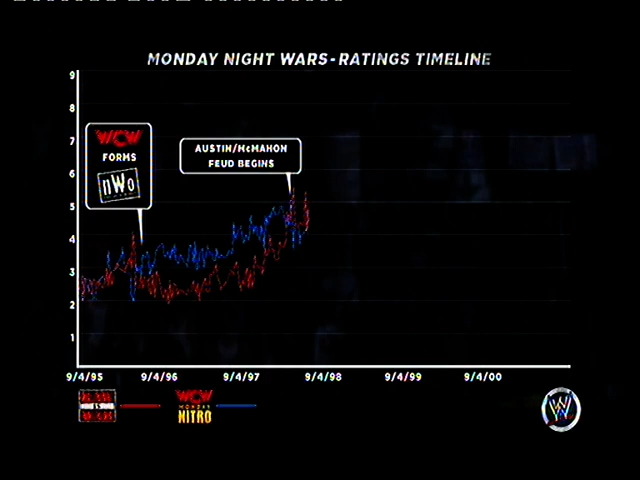 MONDAY NIGHT WARS-RATINGS TIMELINE
9
8
7
6
5
4
3
2
1
WCW
FORMS
nWo
AUSTIN/McMAHON
FEUD BEGINS
9/4/95 9/4/96 9/4/97 9/4/98 9/4/99 9/4/00
WCW
MONDAY
NITRO
W